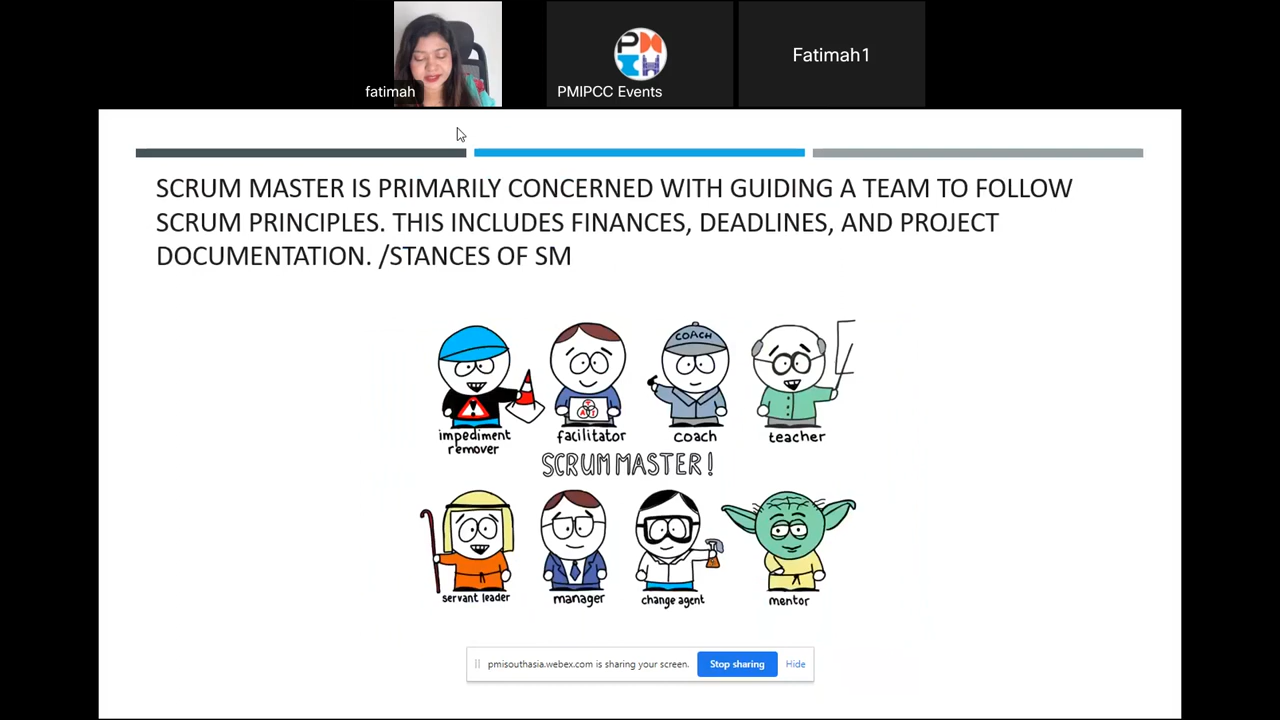 fatimah
PMIPCC Events
Fatimah1
SCRUM MASTER IS PRIMARILY CONCERNED WITH GUIDING A TEAM TO FOLLOW
SCRUM PRINCIPLES. THIS INCLUDES FINANCES, DEADLINES, AND PROJECT
DOCUMENTATION. /STANCES OF SM
COACH
impediment
remover
facilitator
coach
teacher
SCRUM MASTER!
servant leader
manager
change agent
mentor
pmisouthasia.webex.com is sharing your screen.
Stop sharing
Hide